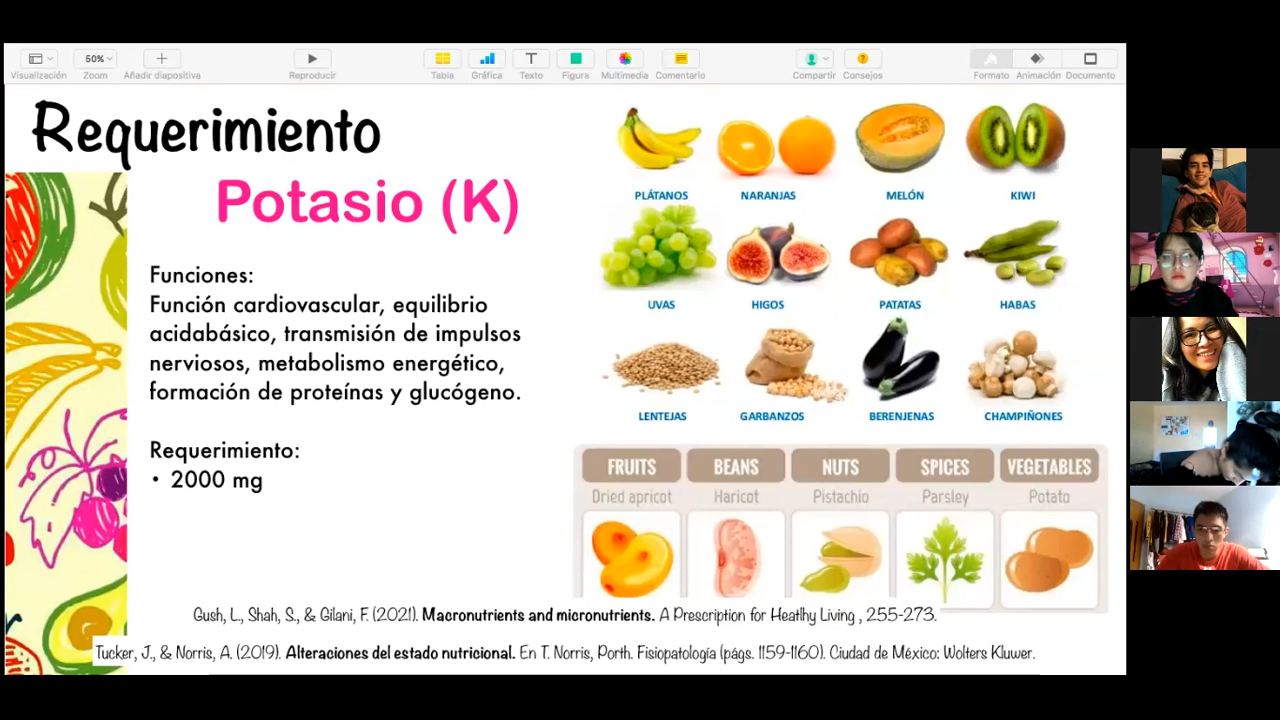 50%
Visualización Zoom Añadir diapositiva Reproducir Tabla Gráfica Texto Figura Multimedia Comentario Compartir Consejos Formato Animación Documento
Requerimiento
Potasio (K)
Funciones:
Función cardiovascular, equilibrio
acidabásico, transmisión de impulsos
nerviosos, metabolismo energético,
formación de proteínas y glucógeno.
Requerimiento:
• 2000 mg
PLÁTANOS NARANJAS MELÓN KIWI
UVAS HIGOS PATATAS HABAS
LENTEJAS GARBANZOS BERENJENAS CHAMPIÑONES
FRUITS BEANS NUTS SPICES VEGETABLES
Dried apricot Haricot Pistachio Parsley Potato
Gush, L., Shah, S., & Gilani, F. (2021). Macronutrients and micronutrients. A Prescription for Heatlhy Living , 255-273.
Tucker, J., & Norris, A. (2019). Alteraciones del estado nutricional. En T. Norris, Porth. Fisiopatología (págs. 1159-1160). Ciudad de México: Wolters Kluwer.